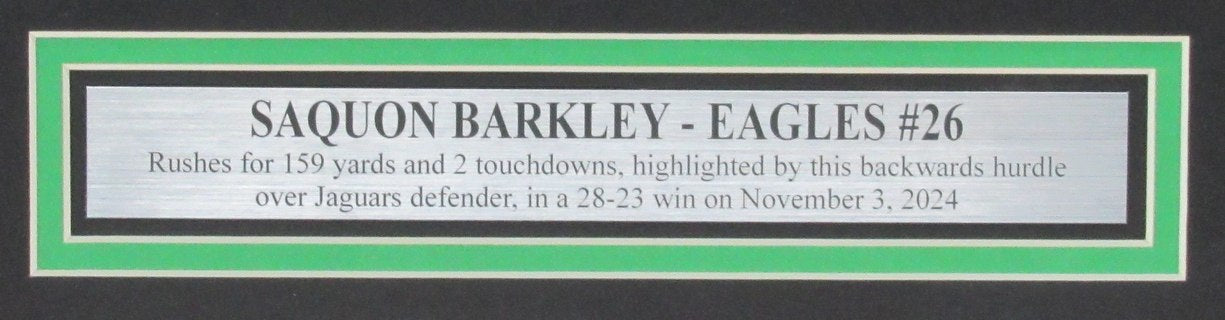 SAQUON BARKLEY - EAGLES #26
Rushes for 159 yards and 2 touchdowns, highlighted by this backwards hurdle
over Jaguars defender, in a 28-23 win on November 3, 2024